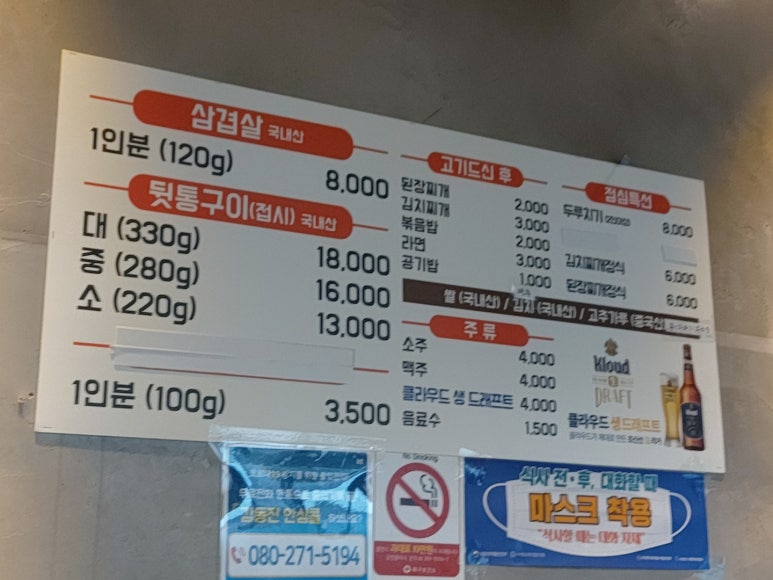 삼겹살 국내산
1인분 (120g) 8,000
뒷통구이(접시) 국내산
대 (330g) 18,000
중 (280g) 16,000
소 (220g) 13,000
1인분 (100g) 3,500
고기드신 후
된장찌개 2,000
김치찌개 3,000
볶음밥 2,000
라면 3,000
공기밥 1,000
점심특선
두루치기 8,000
김치찌개정식 6,000
된장찌개정식 6,000
쌀 (국내산) / 김치 (국내산) / 고추가루 (중국산)
주 류
소주 4,000
맥주 4,000
클라우드 생 드래프트 4,000
음료수 1,500
Kloud
DRAFT
클라우드 생드래프트
080-271-5194
No Smoking
식사 전·후, 대화할 때
마스크 착용
"식사할 때는 대화 자제"